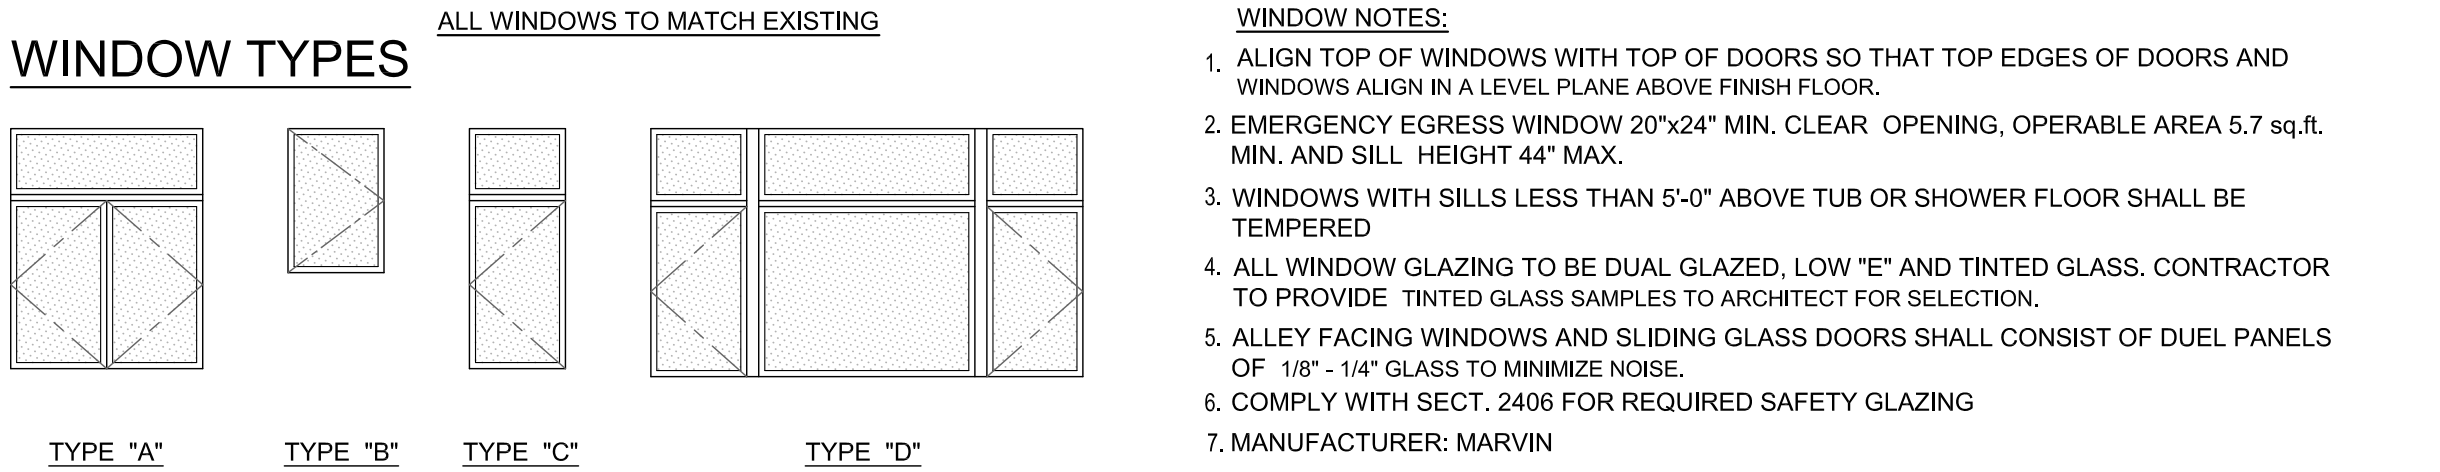 ALL WINDOWS TO MATCH EXISTING
WINDOW TYPES
TYPE "A"
TYPE "B"
TYPE "C"
TYPE "D"
WINDOW NOTES:
1. ALIGN TOP OF WINDOWS WITH TOP OF DOORS SO THAT TOP EDGES OF DOORS AND
WINDOWS ALIGN IN A LEVEL PLANE ABOVE FINISH FLOOR.
2. EMERGENCY EGRESS WINDOW 20"x24" MIN. CLEAR OPENING, OPERABLE AREA 5.7 sq.ft.
MIN. AND SILL HEIGHT 44" MAX.
3. WINDOWS WITH SILLS LESS THAN 5'-0" ABOVE TUB OR SHOWER FLOOR SHALL BE
TEMPERED
4. ALL WINDOW GLAZING TO BE DUAL GLAZED, LOW "E" AND TINTED GLASS. CONTRACTOR
TO PROVIDE TINTED GLASS SAMPLES TO ARCHITECT FOR SELECTION.
5. ALLEY FACING WINDOWS AND SLIDING GLASS DOORS SHALL CONSIST OF DUEL PANELS
OF 1/8" - 1/4" GLASS TO MINIMIZE NOISE.
6. COMPLY WITH SECT. 2406 FOR REQUIRED SAFETY GLAZING
7. MANUFACTURER: MARVIN